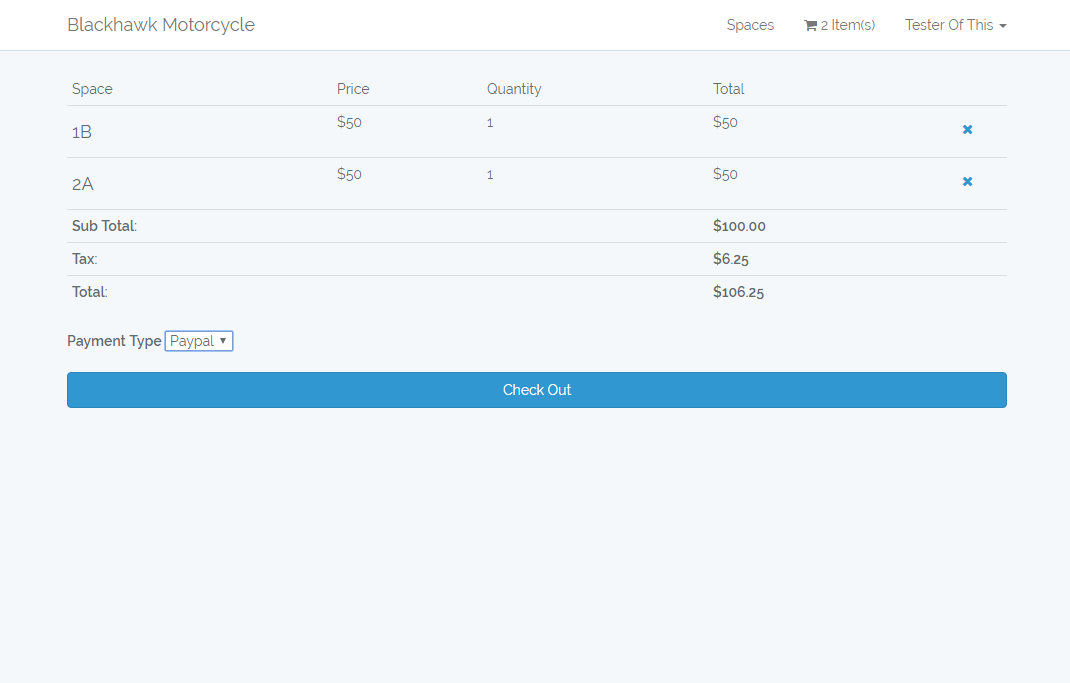 Blackhawk Motorcycle Spaces 2 Item(s) Tester Of This
Space Price Quantity Total
1B $50 1 $50
2A $50 1 $50
Sub Total: $100.00
Tax: $6.25
Total: $106.25
Payment Type Paypal
Check Out